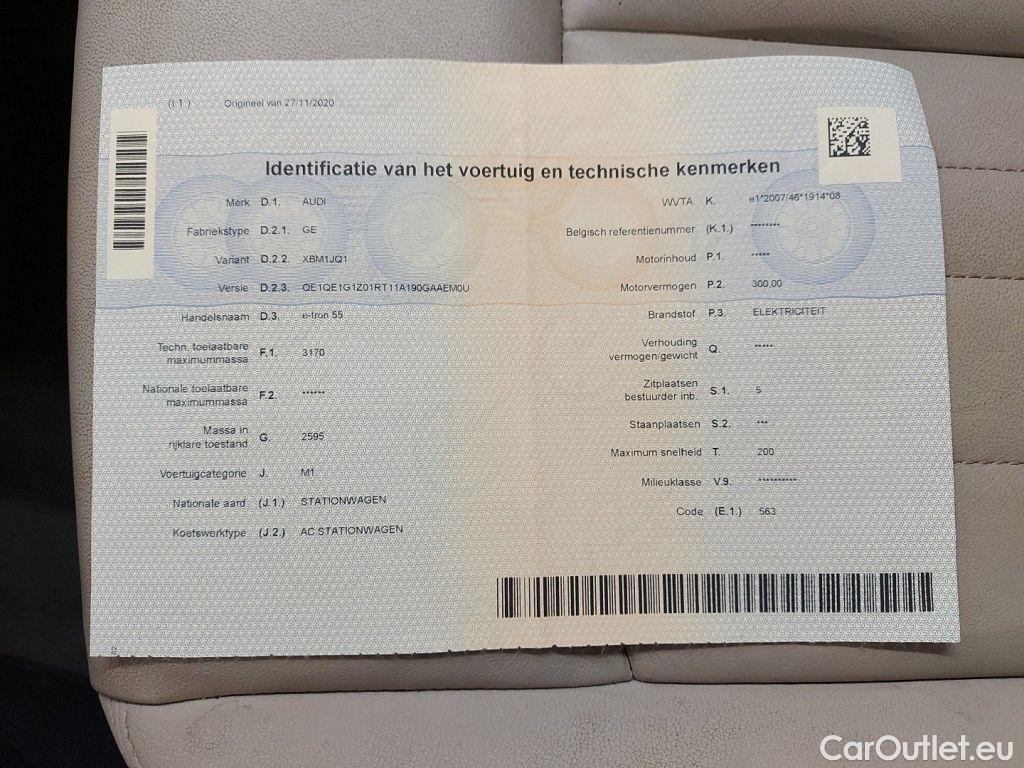 (I.1.) Origineel van 27/11/2020
Identificatie van het voertuig en technische kenmerken
Merk D.1. AUDI
Fabriekstype D.2.1. GE
Variant D.2.2. XBM1JQ1
Versie D.2.3. QE1QE1G1Z01RT11A190GAAEM0U
Handelsnaam D.3. e-tron 55
Techn. toelaatbare
maximummassa F.1. 3170
Nationale toelaatbare
maximummassa F.2. ******
Massa in
rijklare toestand G. 2595
Voertuigcategorie J. M1
Nationale aard (J.1.) STATIONWAGEN
Koetswerktype (J.2.) AC STATIONWAGEN
WVTA K. e1*2007/46*1914*08
Belgisch referentienummer (K.1.) ********
Motorinhoud P.1. *****
Motorvermogen P.2. 300,00
Brandstof P.3. ELEKTRICITEIT
Verhouding
vermogen/gewicht Q. *****
Zitplaatsen
bestuurder inb. S.1. 5
Staanplaatsen S.2. ***
Maximum snelheid T. 200
Milieuklasse V.9. **********
Code (E.1.) 563
CarOutlet.eu